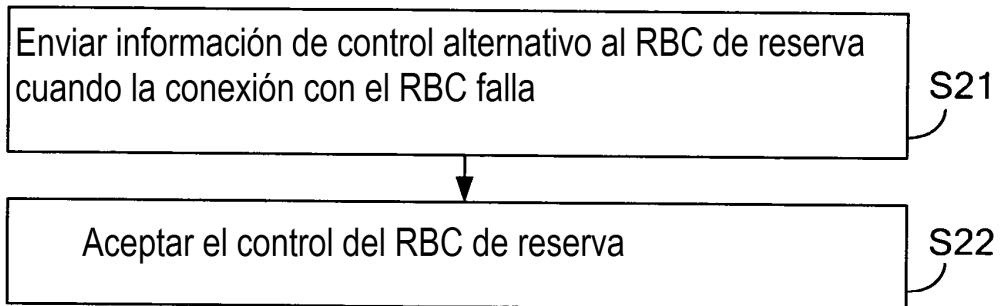 Enviar información de control alternativo al RBC de reserva
cuando la conexión con el RBC falla
S21
Aceptar el control del RBC de reserva
S22